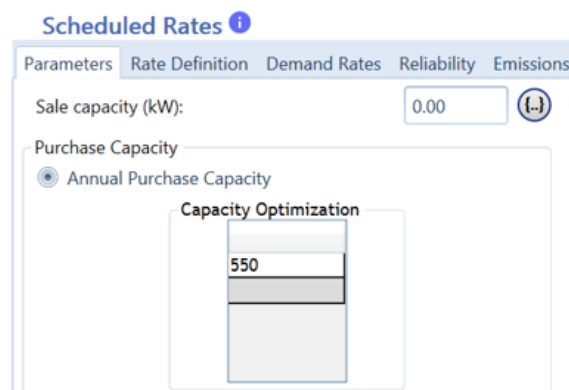 Scheduled Rates i
Parameters Rate Definition Demand Rates Reliability Emissions
Sale capacity (kW): 0.00 {..}
Purchase Capacity
Annual Purchase Capacity
Capacity Optimization
550